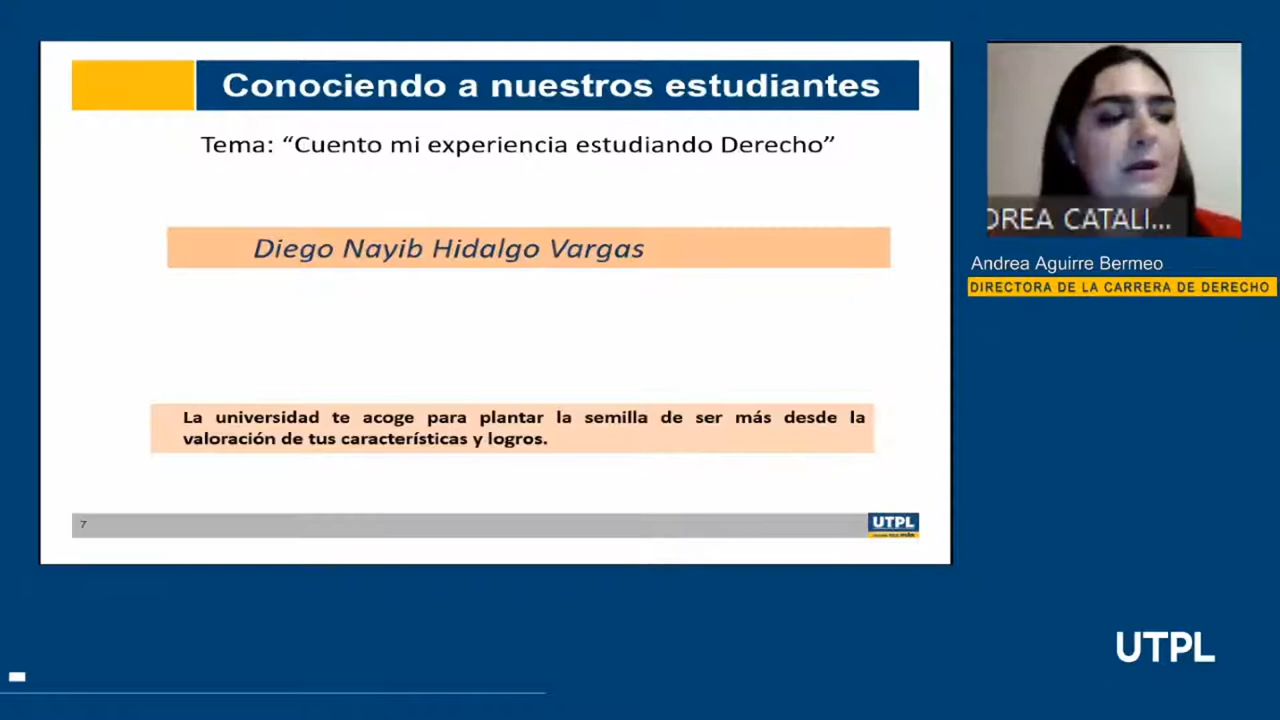 Conociendo a nuestros estudiantes
Tema: “Cuento mi experiencia estudiando Derecho”
Diego Nayib Hidalgo Vargas
La universidad te acoge para plantar la semilla de ser más desde la
valoración de tus características y logros.
7
UTPL
DREA CATALI...
Andrea Aguirre Bermeo
DIRECTORA DE LA CARRERA DE DERECHO
UTPL